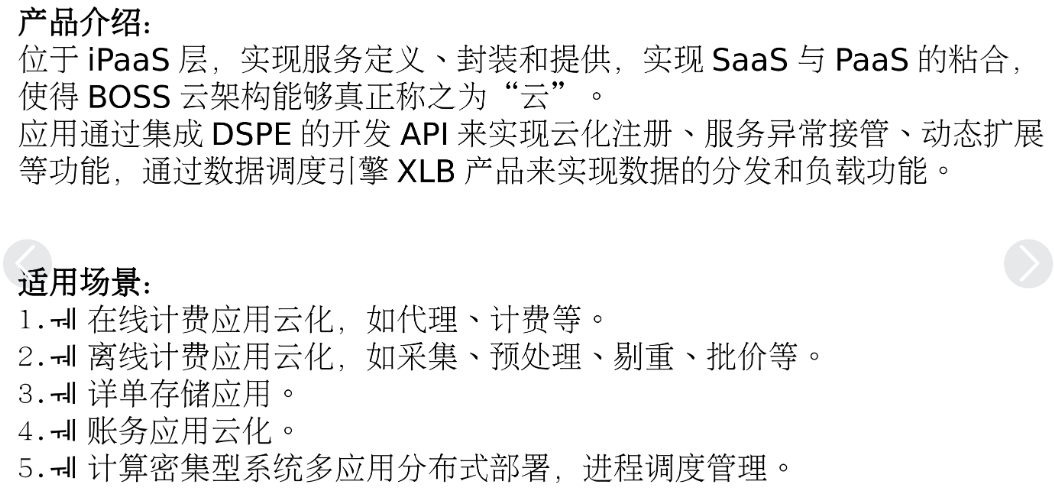 产品介绍:
位于 iPaaS 层，实现服务定义、封装和提供，实现 SaaS 与 PaaS 的粘合，
使得 BOSS 云架构能够真正称之为“云”。
应用通过集成 DSPE 的开发 API 来实现云化注册、服务异常接管、动态扩展
等功能，通过数据调度引擎 XLB 产品来实现数据的分发和负载功能。
适用场景:
1. 在线计费应用云化，如代理、计费等。
2. 离线计费应用云化，如采集、预处理、剔重、批价等。
3. 详单存储应用。
4. 账务应用云化。
5. 计算密集型系统多应用分布式部署，进程调度管理。